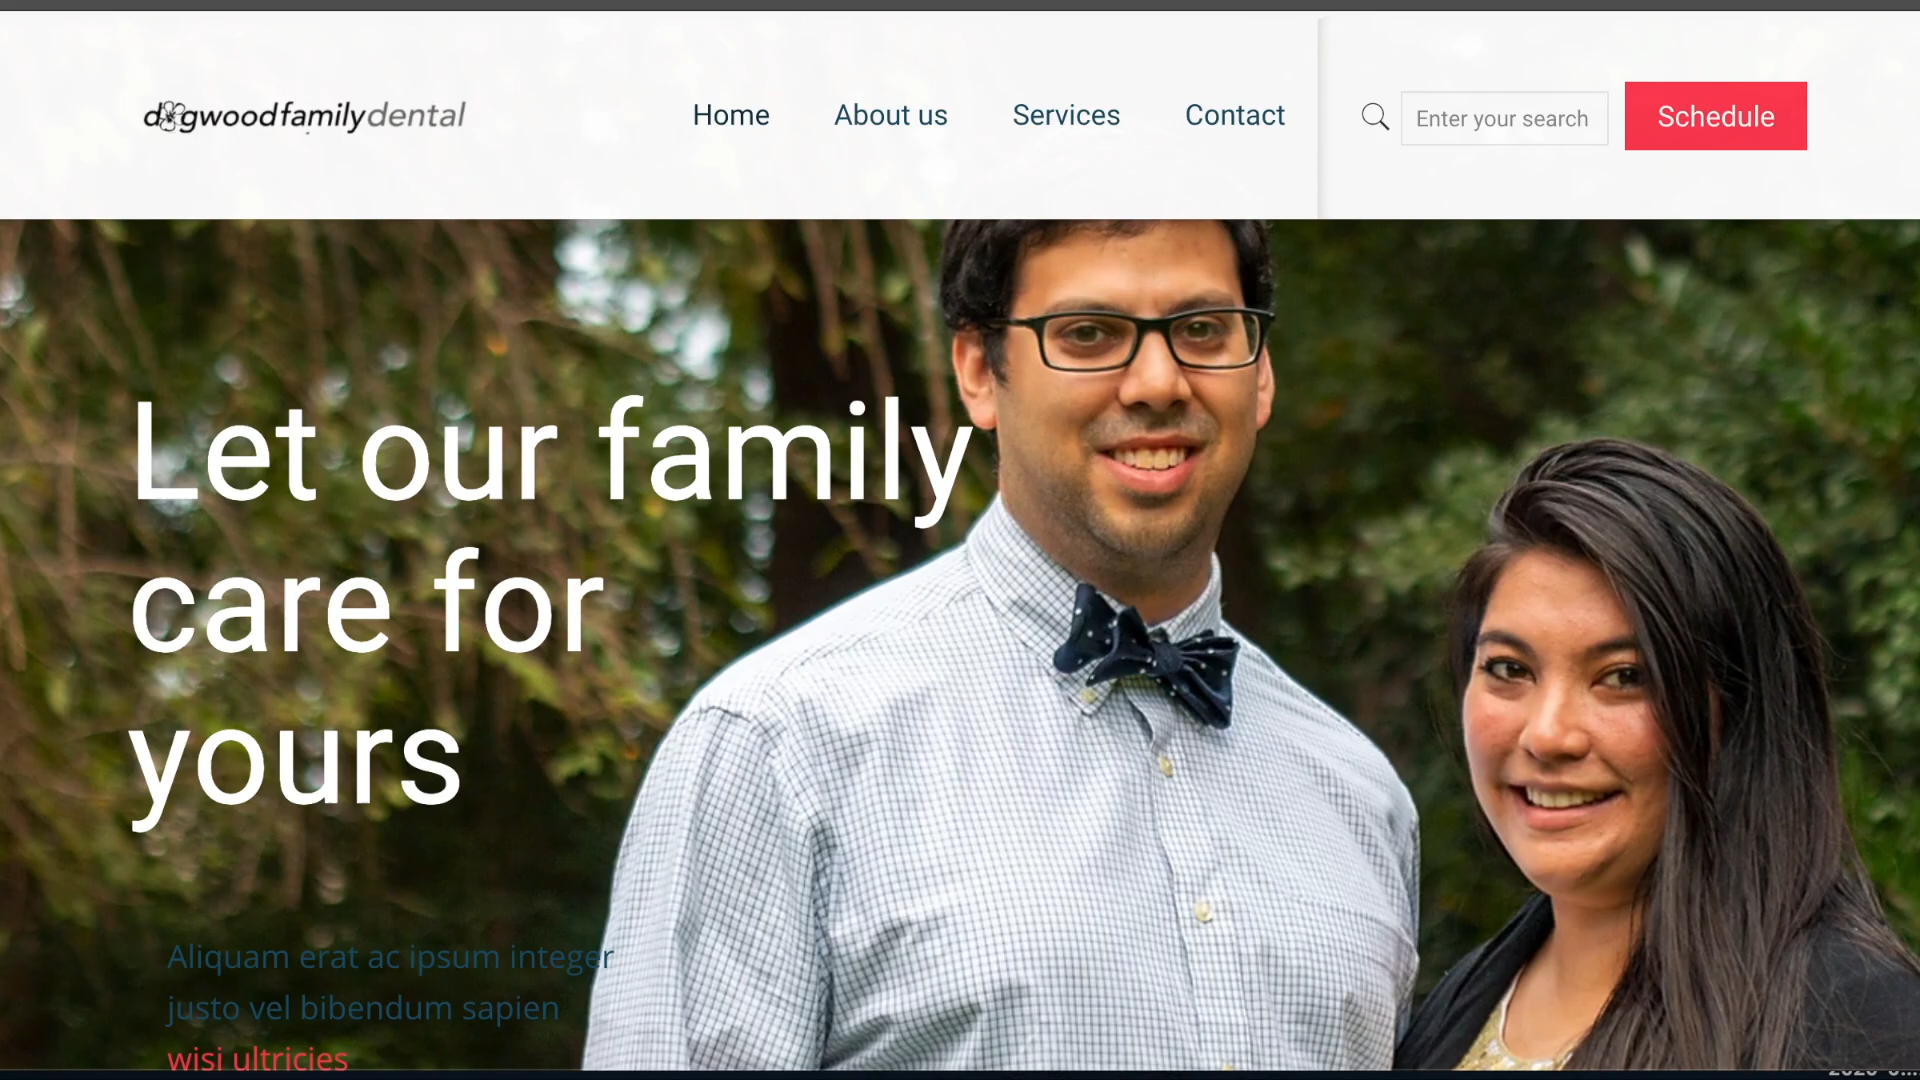 dogwoodfamilydental
Home
About us
Services
Contact
Enter your search
Schedule
Let our family
care for
yours
Aliquam erat ac ipsum integer
justo vel bibendum sapien
wisi ultricies